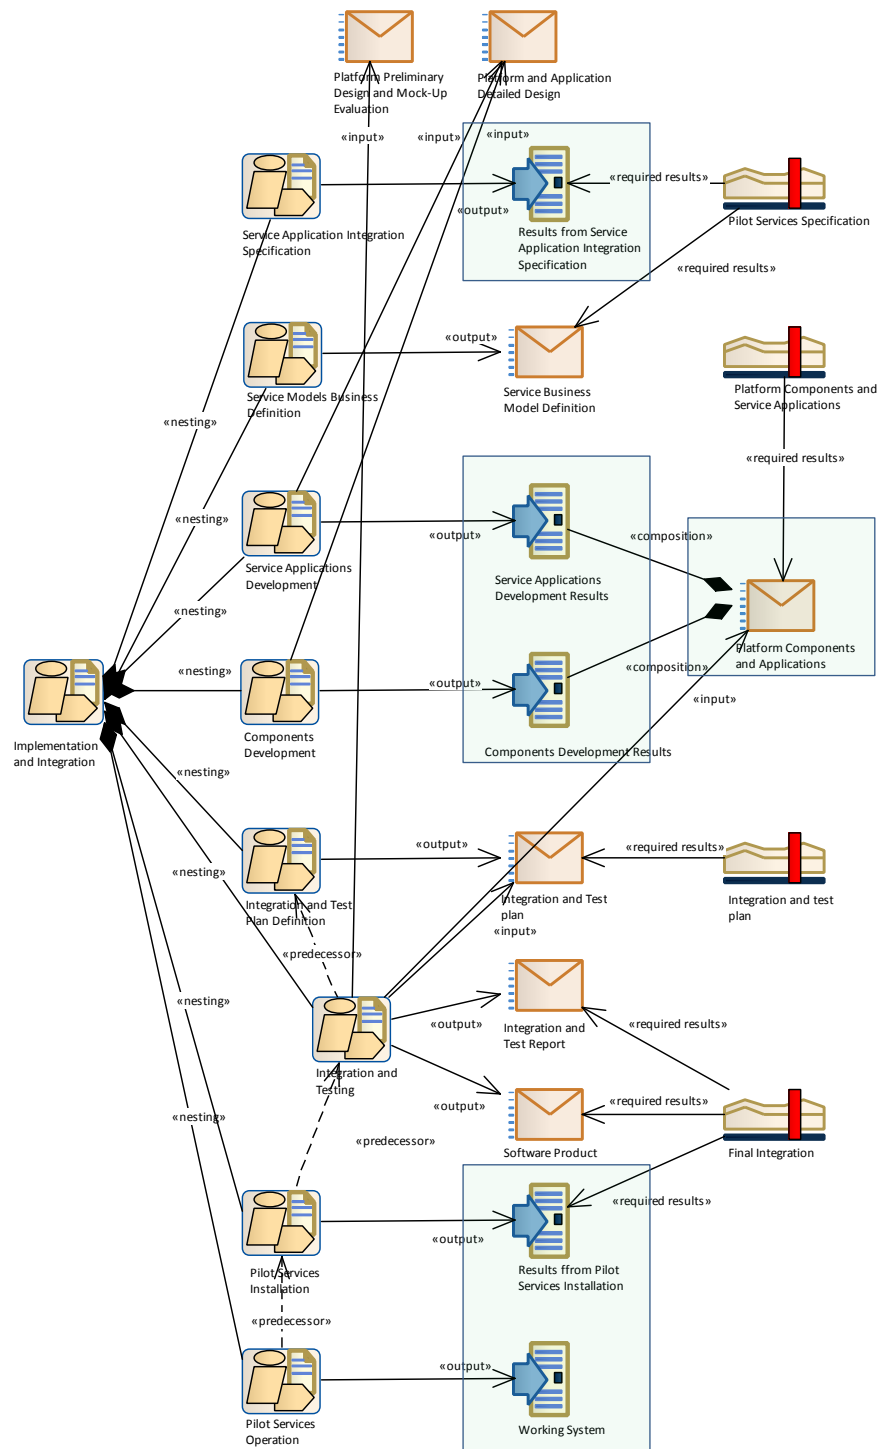 Platform Preliminary
Design and Mock-Up
Evaluation
Platform and Application
Detailed Design
«input»
«input»
«input»
Service Application Integration
Specification
«output»
Results from Service
Application Integration
Specification
«required results»
Pilot Services Specification
«required results»
«output»
Service Business
Model Definition
Platform Components and
Service Applications
Service Models Business
Definition
«nesting»
«required results»
«nesting»
«output»
«composition»
Service Applications
Development
Service Applications
Development Results
«nesting»
Platform Components
and Applications
«nesting»
«output»
«composition»
«input»
Implementation
and Integration
Components
Development
Components Development Results
«nesting»
«output»
«required results»
«nesting»
Integration and Test
Plan Definition
Integration and Test
plan
Integration and test
plan
«input»
«predecessor»
«nesting»
«output»
Integration and
Test Report
«required results»
Integration and
Testing
«output»
«required results»
«nesting»
«predecessor»
Software Product
Final Integration
«required results»
«output»
Pilot Services
Installation
Results ffrom Pilot
Services Installation
«predecessor»
«output»
Pilot Services
Operation
Working System